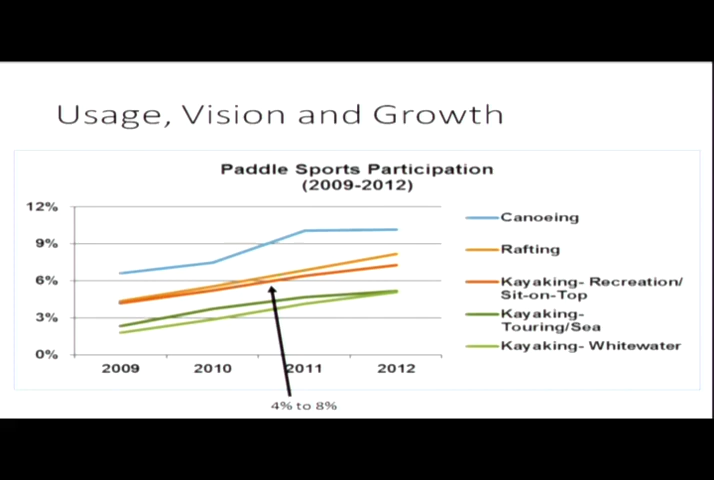 Usage, Vision and Growth
Paddle Sports Participation
(2009-2012)
12%
9%
6%
3%
0%
2009
2010
2011
2012
Canoeing
Rafting
Kayaking- Recreation/
Sit-on-Top
Kayaking-
Touring/Sea
Kayaking- Whitewater
4% to 8%